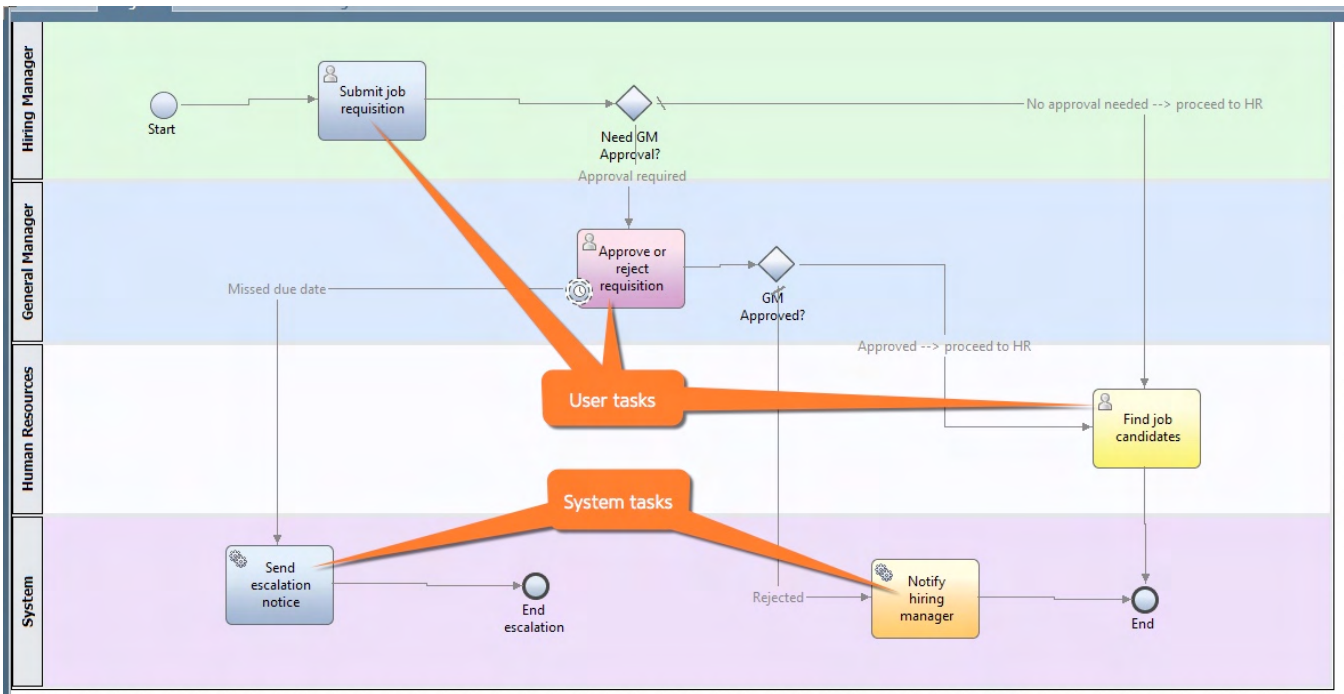 Hiring Manager
Submit job
requisition
Start
Need GM
Approval?
No approval needed --> proceed to HR
Approval required
General Manager
Approve or
reject
requisition
Missed due date
GM
Approved?
Approved --> proceed to HR
Human Resources
User tasks
Find job
candidates
System tasks
System
Send
escalation
notice
End
escalation
Rejected
Notify
hiring
manager
End